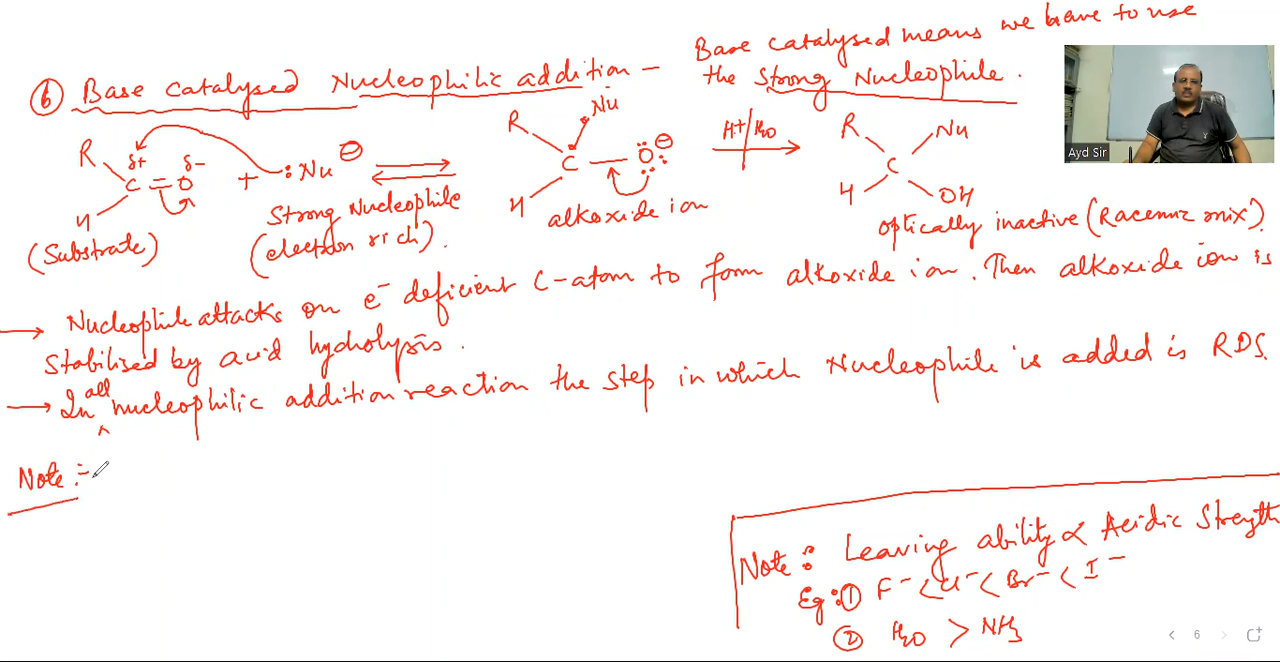 Base catalysed means we have to use
the strong Nucleophile.
⑥ Base catalysed Nucleophilic addition –
R δ+ δ- C = O H + :Nu ⊖
(Substrate)
Strong Nucleophile
(electron rich).
R Nu C — O ⊖ H
alkoxide ion
H+/H2O
R Nu C H OH
optically inactive (Racemic mix).
→ Nucleophile attacks on e- deficient C-atom to form alkoxide ion. Then alkoxide ion is
Stabilised by acid hydrolysis.
→ In all nucleophilic addition reaction the step in which Nucleophile is added is RDS.
Note :-
Note : Leaving ability ∝ Acidic Strength
Eg: ① F- < Cl- < Br- < I-
② H2O > NH3
Ayd Sir
6